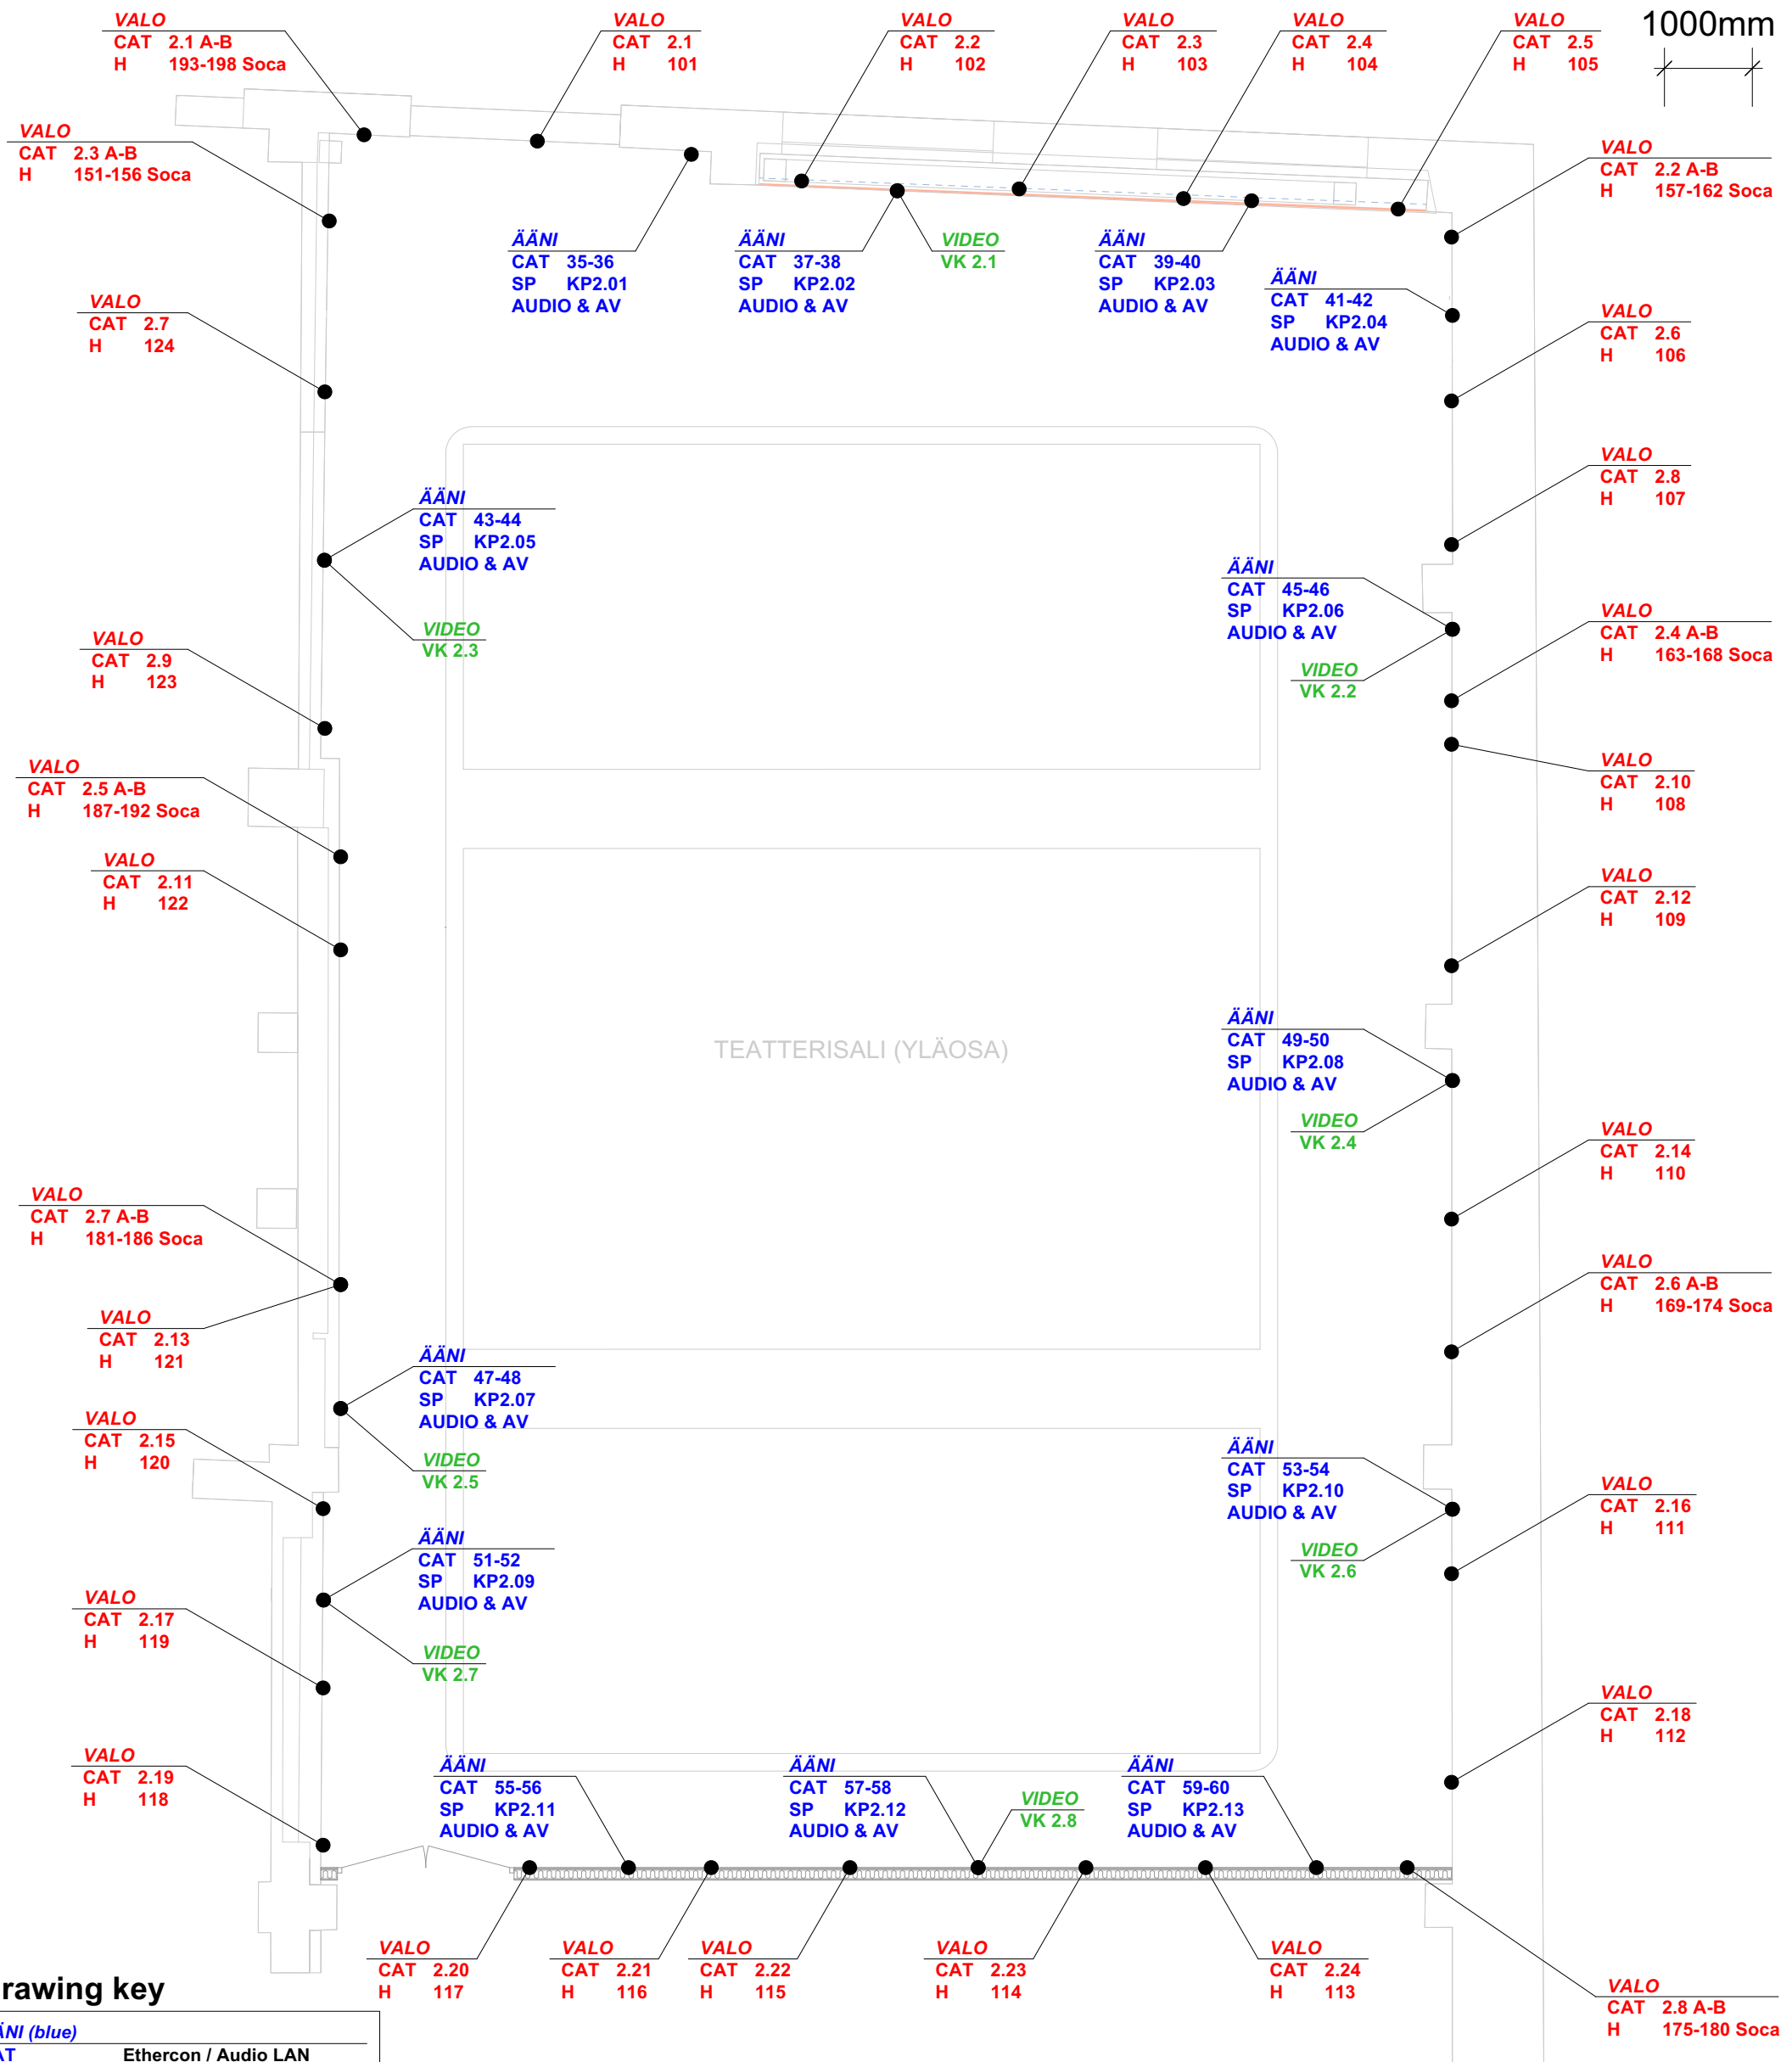 VALO
CAT 2.1 A-B
H 193-198 Soca
VALO
CAT 2.1
H 101
VALO
CAT 2.2
H 102
VALO
CAT 2.3
H 103
VALO
CAT 2.4
H 104
VALO
CAT 2.5
H 105
1000mm
VALO
CAT 2.3 A-B
H 151-156 Soca
VALO
CAT 2.2 A-B
H 157-162 Soca
ÄÄNI
CAT 35-36
SP KP2.01
AUDIO & AV
ÄÄNI
CAT 37-38
SP KP2.02
AUDIO & AV
VIDEO
VK 2.1
ÄÄNI
CAT 39-40
SP KP2.03
AUDIO & AV
ÄÄNI
CAT 41-42
SP KP2.04
AUDIO & AV
VALO
CAT 2.7
H 124
VALO
CAT 2.6
H 106
VALO
CAT 2.8
H 107
ÄÄNI
CAT 43-44
SP KP2.05
AUDIO & AV
VIDEO
VK 2.3
ÄÄNI
CAT 45-46
SP KP2.06
AUDIO & AV
VIDEO
VK 2.2
VALO
CAT 2.4 A-B
H 163-168 Soca
VALO
CAT 2.9
H 123
VALO
CAT 2.5 A-B
H 187-192 Soca
VALO
CAT 2.10
H 108
VALO
CAT 2.11
H 122
VALO
CAT 2.12
H 109
TEATTERISALI (YLÄOSA)
ÄÄNI
CAT 49-50
SP KP2.08
AUDIO & AV
VIDEO
VK 2.4
VALO
CAT 2.14
H 110
VALO
CAT 2.7 A-B
H 181-186 Soca
VALO
CAT 2.6 A-B
H 169-174 Soca
VALO
CAT 2.13
H 121
ÄÄNI
CAT 47-48
SP KP2.07
AUDIO & AV
VIDEO
VK 2.5
VALO
CAT 2.15
H 120
ÄÄNI
CAT 53-54
SP KP2.10
AUDIO & AV
VIDEO
VK 2.6
VALO
CAT 2.16
H 111
ÄÄNI
CAT 51-52
SP KP2.09
AUDIO & AV
VIDEO
VK 2.7
VALO
CAT 2.17
H 119
VALO
CAT 2.18
H 112
VALO
CAT 2.19
H 118
ÄÄNI
CAT 55-56
SP KP2.11
AUDIO & AV
ÄÄNI
CAT 57-58
SP KP2.12
AUDIO & AV
VIDEO
VK 2.8
ÄÄNI
CAT 59-60
SP KP2.13
AUDIO & AV
VALO
CAT 2.20
H 117
VALO
CAT 2.21
H 116
VALO
CAT 2.22
H 115
VALO
CAT 2.23
H 114
VALO
CAT 2.24
H 113
VALO
CAT 2.8 A-B
H 175-180 Soca
rawing key
ÄNI (blue)
AT Ethercon / Audio LAN